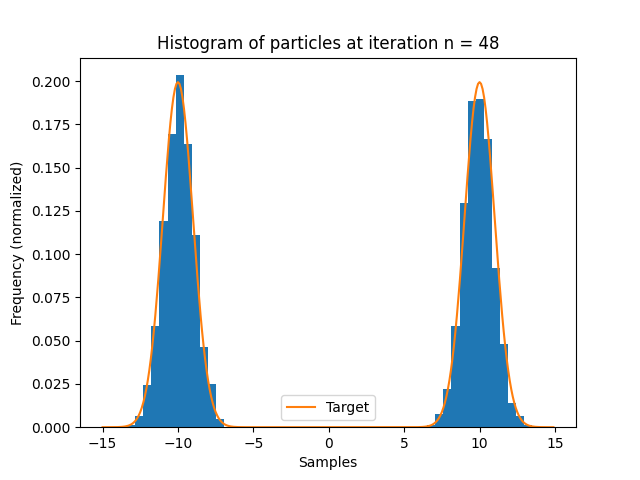 Histogram of particles at iteration n = 48
Frequency (normalized)
0.200
0.175
0.150
0.125
0.100
0.075
0.050
0.025
0.000
Target
−15 −10 −5 0 5 10 15
Samples